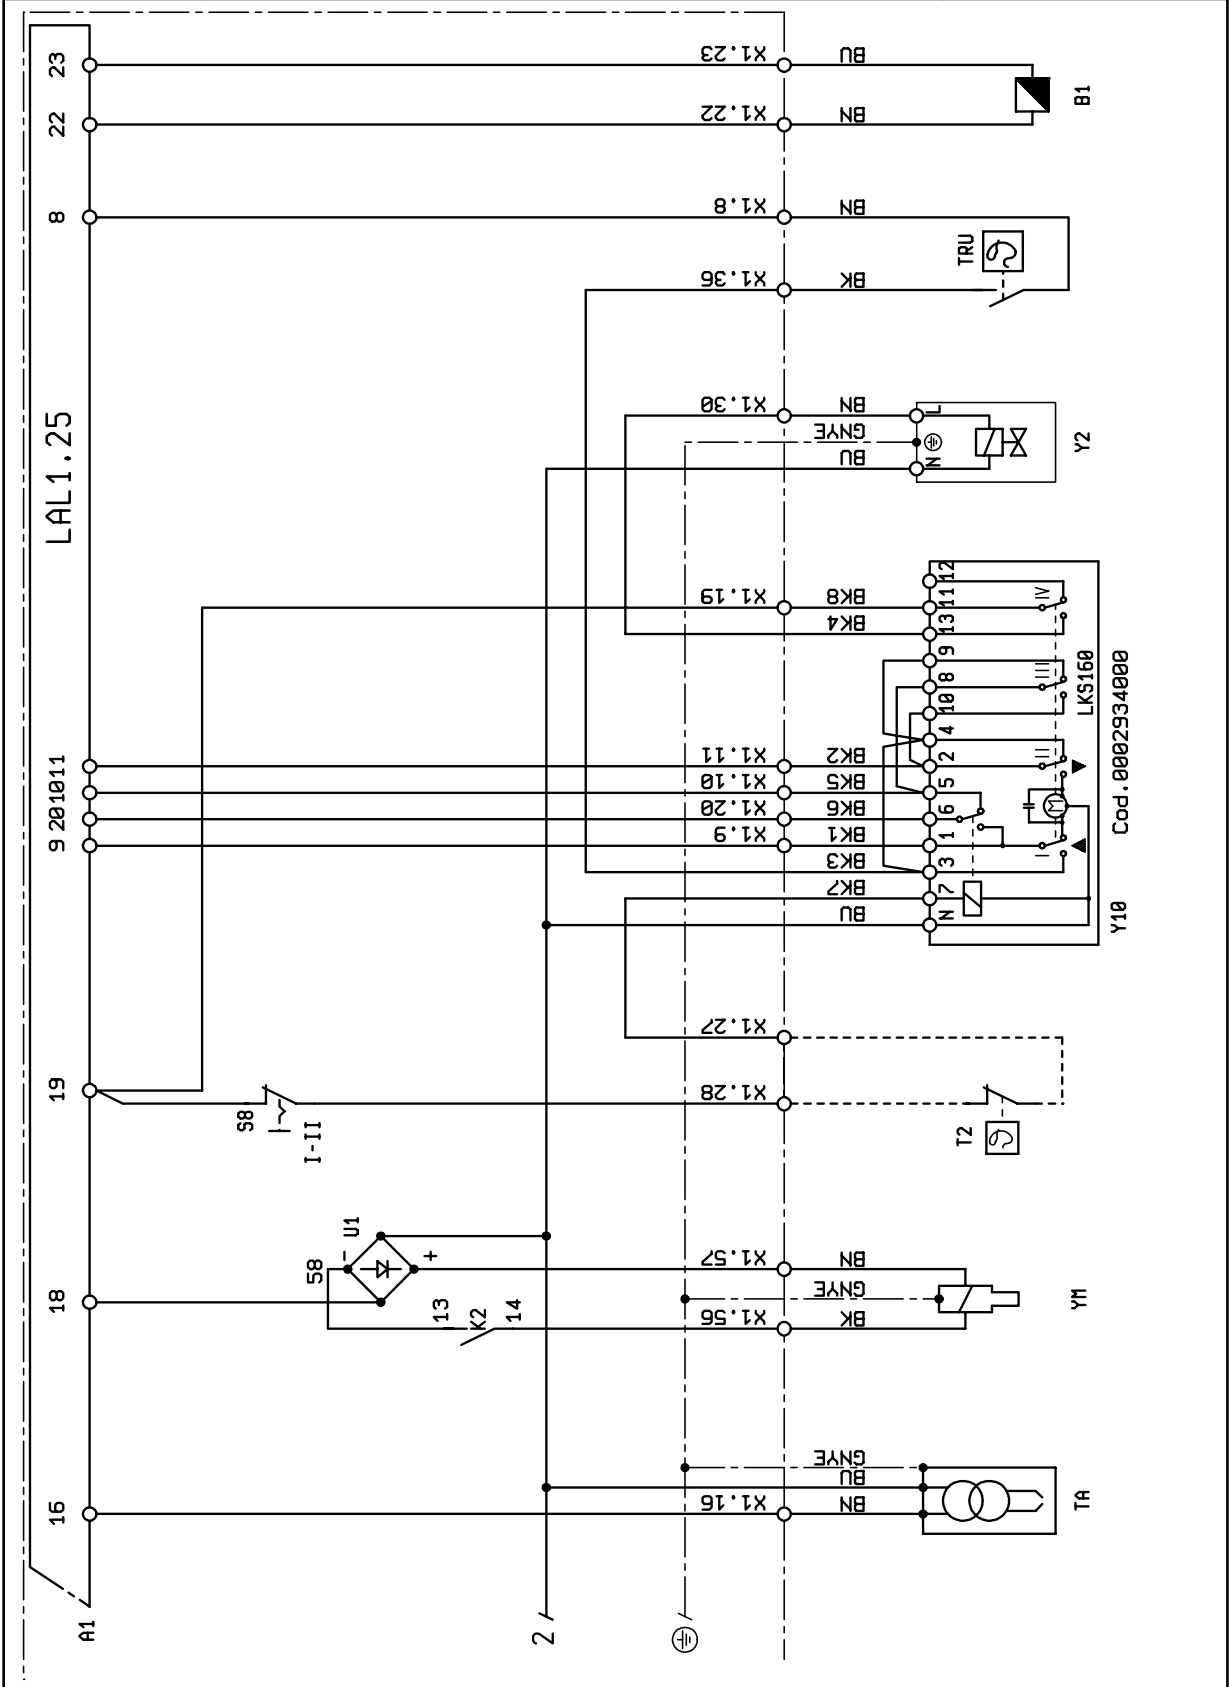 A1
LAL1.25
16
18
19
9 20 10 11
8
22
23
58
U1
-
+
13
K2
14
S8
I-II
2
X1.16
X1.56
X1.57
X1.28
X1.27
X1.9
X1.20
X1.10
X1.11
X1.19
X1.30
X1.36
X1.8
X1.22
X1.23
BN
BU
GNYE
BK
GNYE
BN
BU
BK7
BK3
BK1
BK6
BK5
BK2
BK4
BK8
BU
GNYE
BN
BK
BN
BN
BU
N 7 3 1 6 5 2 4 10 8 9 13 11 12
I
II
III
IV
M
LKS160
Cod.0002934000
N
L
TA
YM
T2
Y10
Y2
TRU
B1